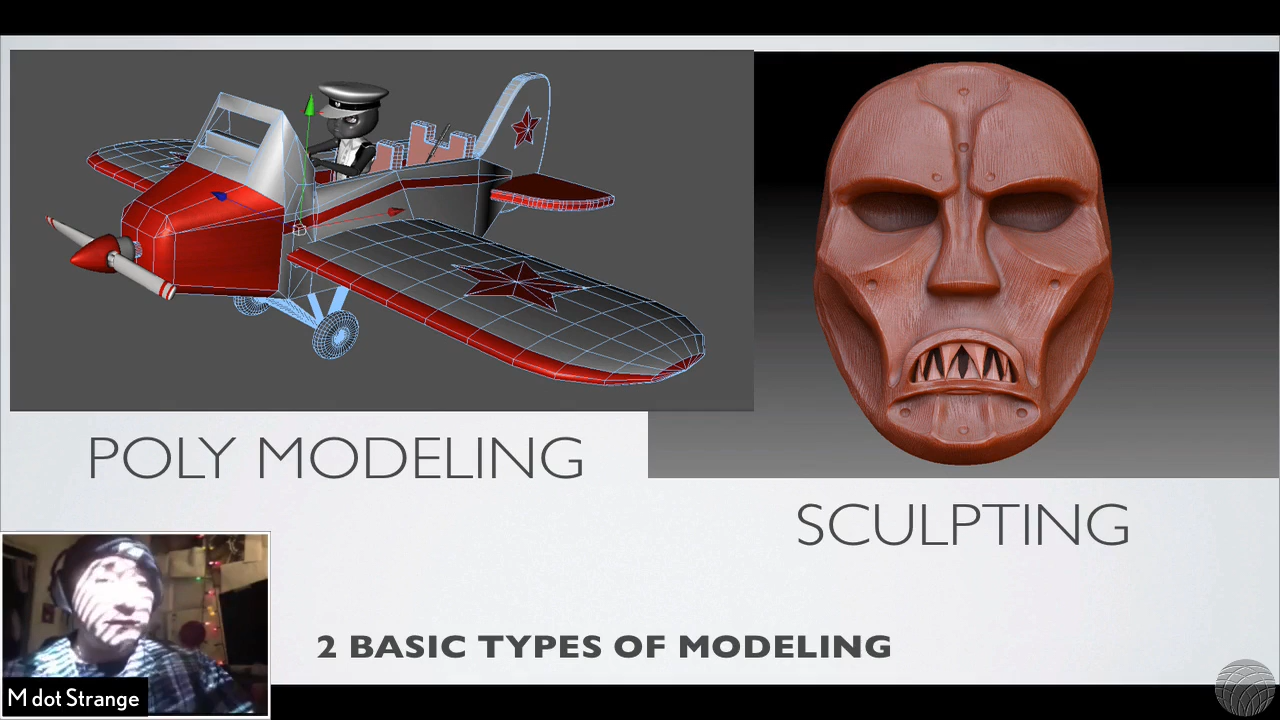 POLY MODELING
SCULPTING
2 BASIC TYPES OF MODELING
M dot Strange